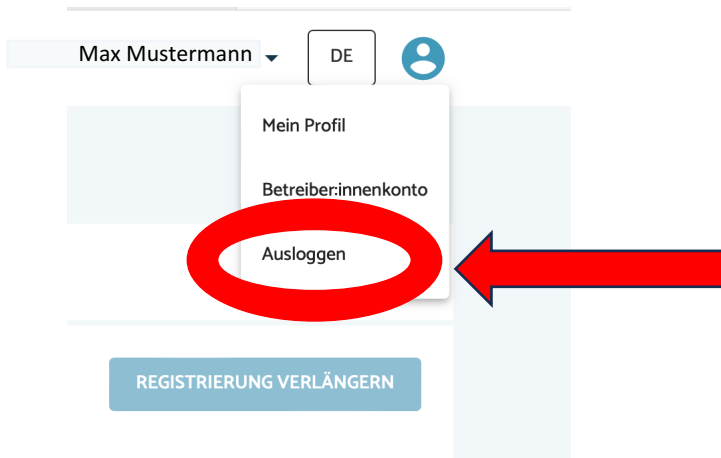 Max Mustermann DE
Mein Profil
Betreiber:innenkonto
Ausloggen
REGISTRIERUNG VERLÄNGERN